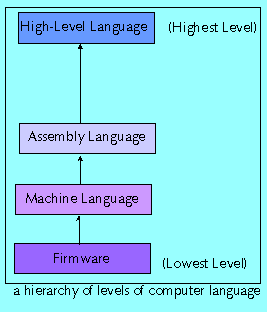 High-Level Language (Highest Level)
Assembly Language
Machine Language
Firmware (Lowest Level)
a hierarchy of levels of computer language